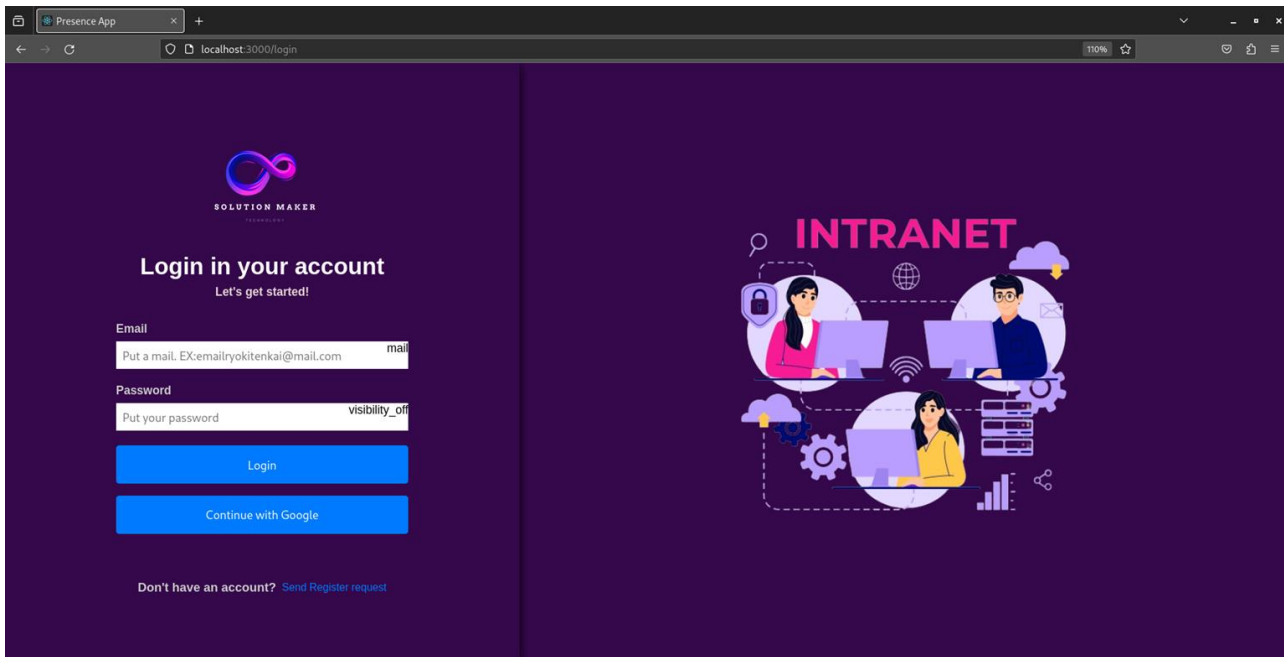 Presence App
localhost:3000/login
110%
SOLUTION MAKER
TECHNOLOGY
Login in your account
Let's get started!
Email
Put a mail. EX:emailryokitenkai@mail.com mail
Password
Put your password visibility_off
Login
Continue with Google
Don't have an account? Send Register request
INTRANET